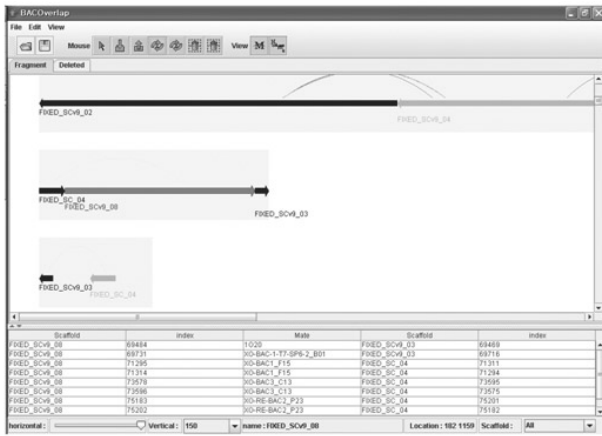 BACOverlap
File Edit View
Mouse View M
Fragment Deleted
FIXED_SCv9_02
FIXED_SCv9_04
FIXED_SC_04
FIXED_SCv9_08
FIXED_SCv9_03
FIXED_SCv9_03
FIXED_SC_04
Scaffold index Mate Scaffold index
FIXED_SCv9_08 69484 1O20 FIXED_SCv9_03 69469
FIXED_SCv9_08 69731 XO-BAC-1-T7-SP6-2_B01 FIXED_SCv9_03 69716
FIXED_SCv9_08 71295 XO-BAC1_F15 FIXED_SC_04 71311
FIXED_SCv9_08 71314 XO-BAC1_F15 FIXED_SC_04 71294
FIXED_SCv9_08 73578 XO-BAC3_C13 FIXED_SC_04 73595
FIXED_SCv9_08 73596 XO-BAC3_C13 FIXED_SC_04 73575
FIXED_SCv9_08 75183 XO-RE-BAC2_P23 FIXED_SC_04 75201
FIXED_SCv9_08 75202 XO-RE-BAC2_P23 FIXED_SC_04 75182
horizontal: Vertical: 150 name: FIXED_SCv9_08 Location: 182 1159 Scaffold: All